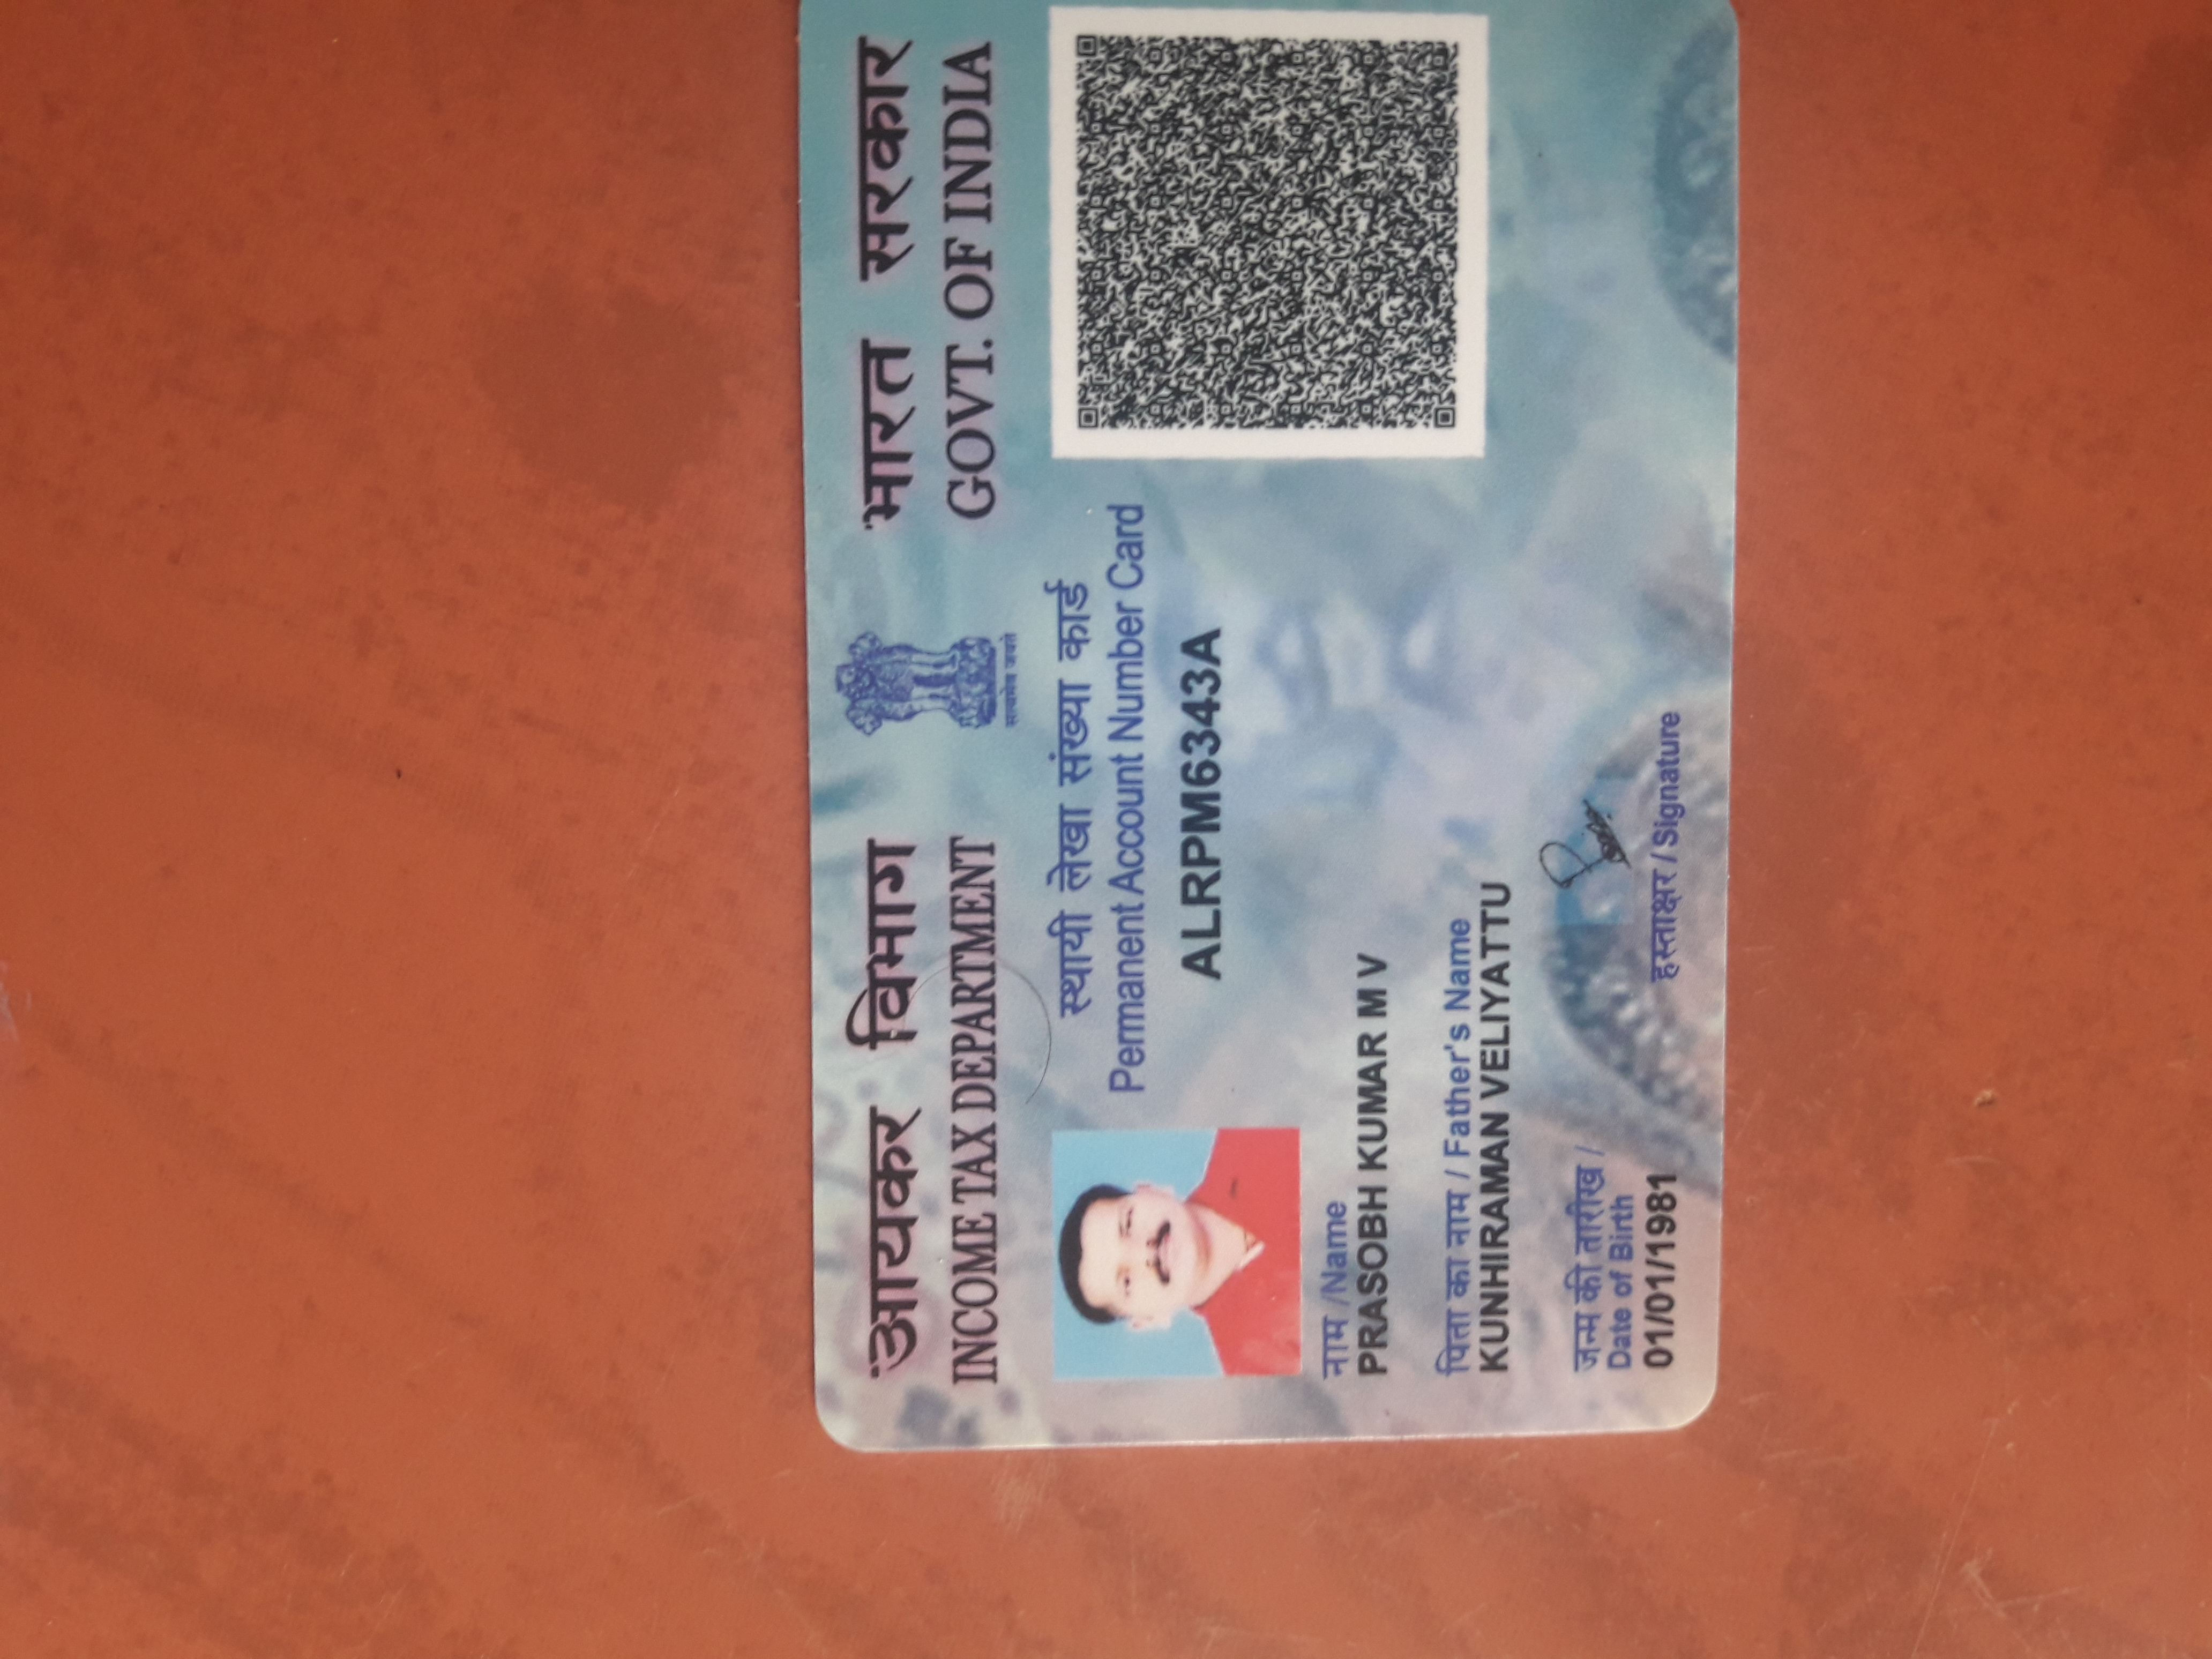 आयकर विभाग
INCOME TAX DEPARTMENT
सत्यमेव जयते
भारत सरकार
GOVT. OF INDIA
स्थायी लेखा संख्या कार्ड
Permanent Account Number Card
ALRPM6343A
नाम /Name
PRASOBH KUMAR M V
पिता का नाम / Father's Name
KUNHIRAMAN VELIYATTU
जन्म की तारीख /
Date of Birth
01/01/1981
हस्ताक्षर / Signature